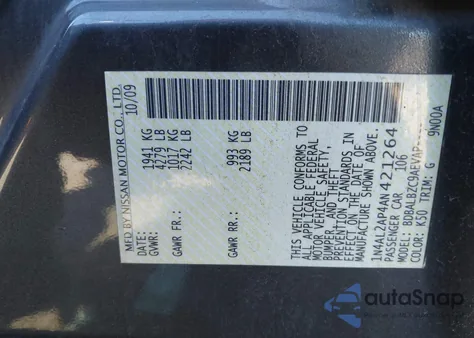 MFD BY NISSAN MOTOR CO., LTD.
10/09
GVWR: 1941 KG
4279 LB
GAWR FR.: 1017 KG
2242 LB
GAWR RR.: 993 KG
2189 LB
THIS VEHICLE CONFORMS TO
ALL APPLICABLE FEDERAL
MOTOR VEHICLE SAFETY,
BUMPER, AND THEFT
PREVENTION STANDARDS IN
EFFECT ON THE DATE OF
MANUFACTURE SHOWN ABOVE.
1N4AL2AP4AN421264
PASSENGER CAR 106
COLOR: K50 TRIM: G 9N00A
autoSnap